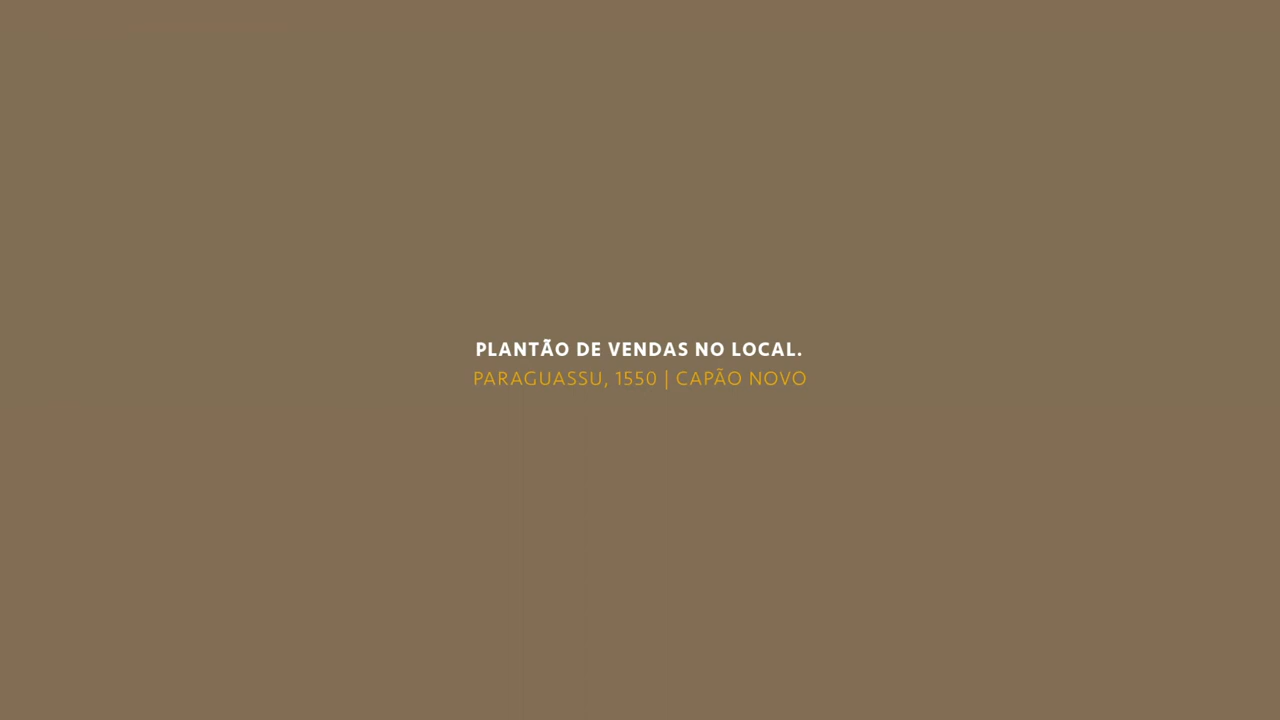 PLANTÃO DE VENDAS NO LOCAL.
PARAGUASSU, 1550 | CAPÃO NOVO